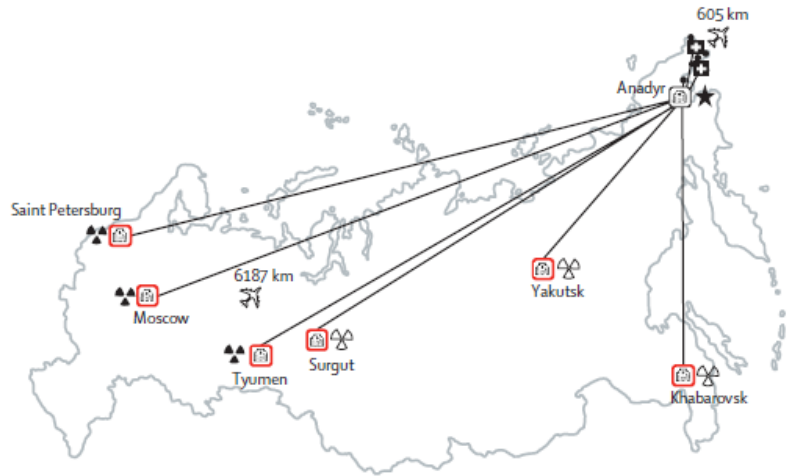 605 km
Anadyr
Saint Petersburg
6187 km
Yakutsk
Moscow
Surgut
Tyumen
Khabarovsk